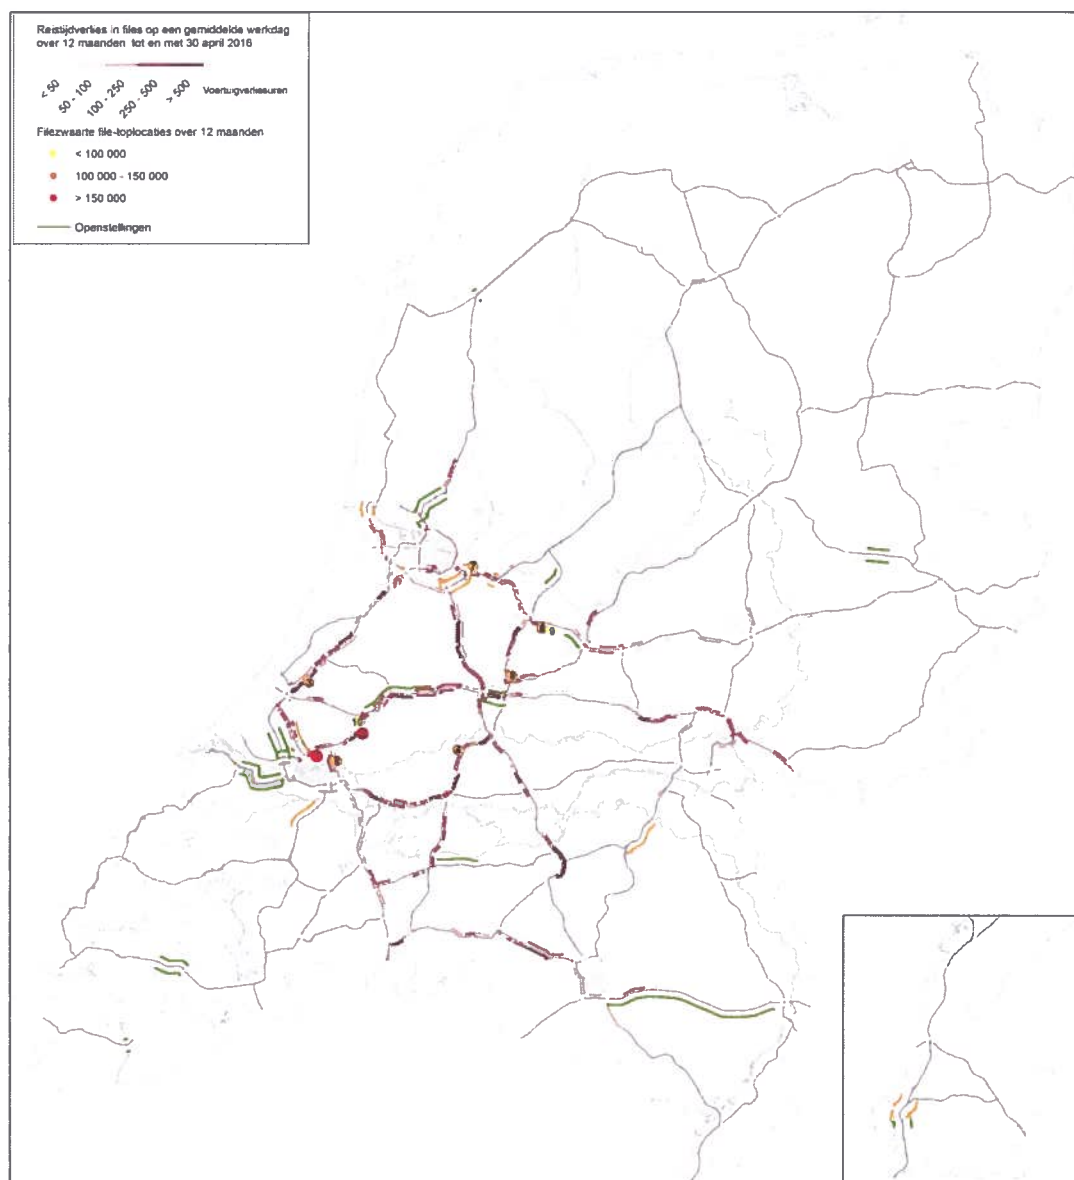 Reistijdverlies in files op een gemiddelde werkdag
over 12 maanden tot en met 30 april 2016
< 50
50 - 100
100 - 250
250 - 500
> 500
Voertuigverliesuren
Filezwaarte file-toplocaties over 12 maanden
< 100 000
100 000 - 150 000
> 150 000
Openstellingen